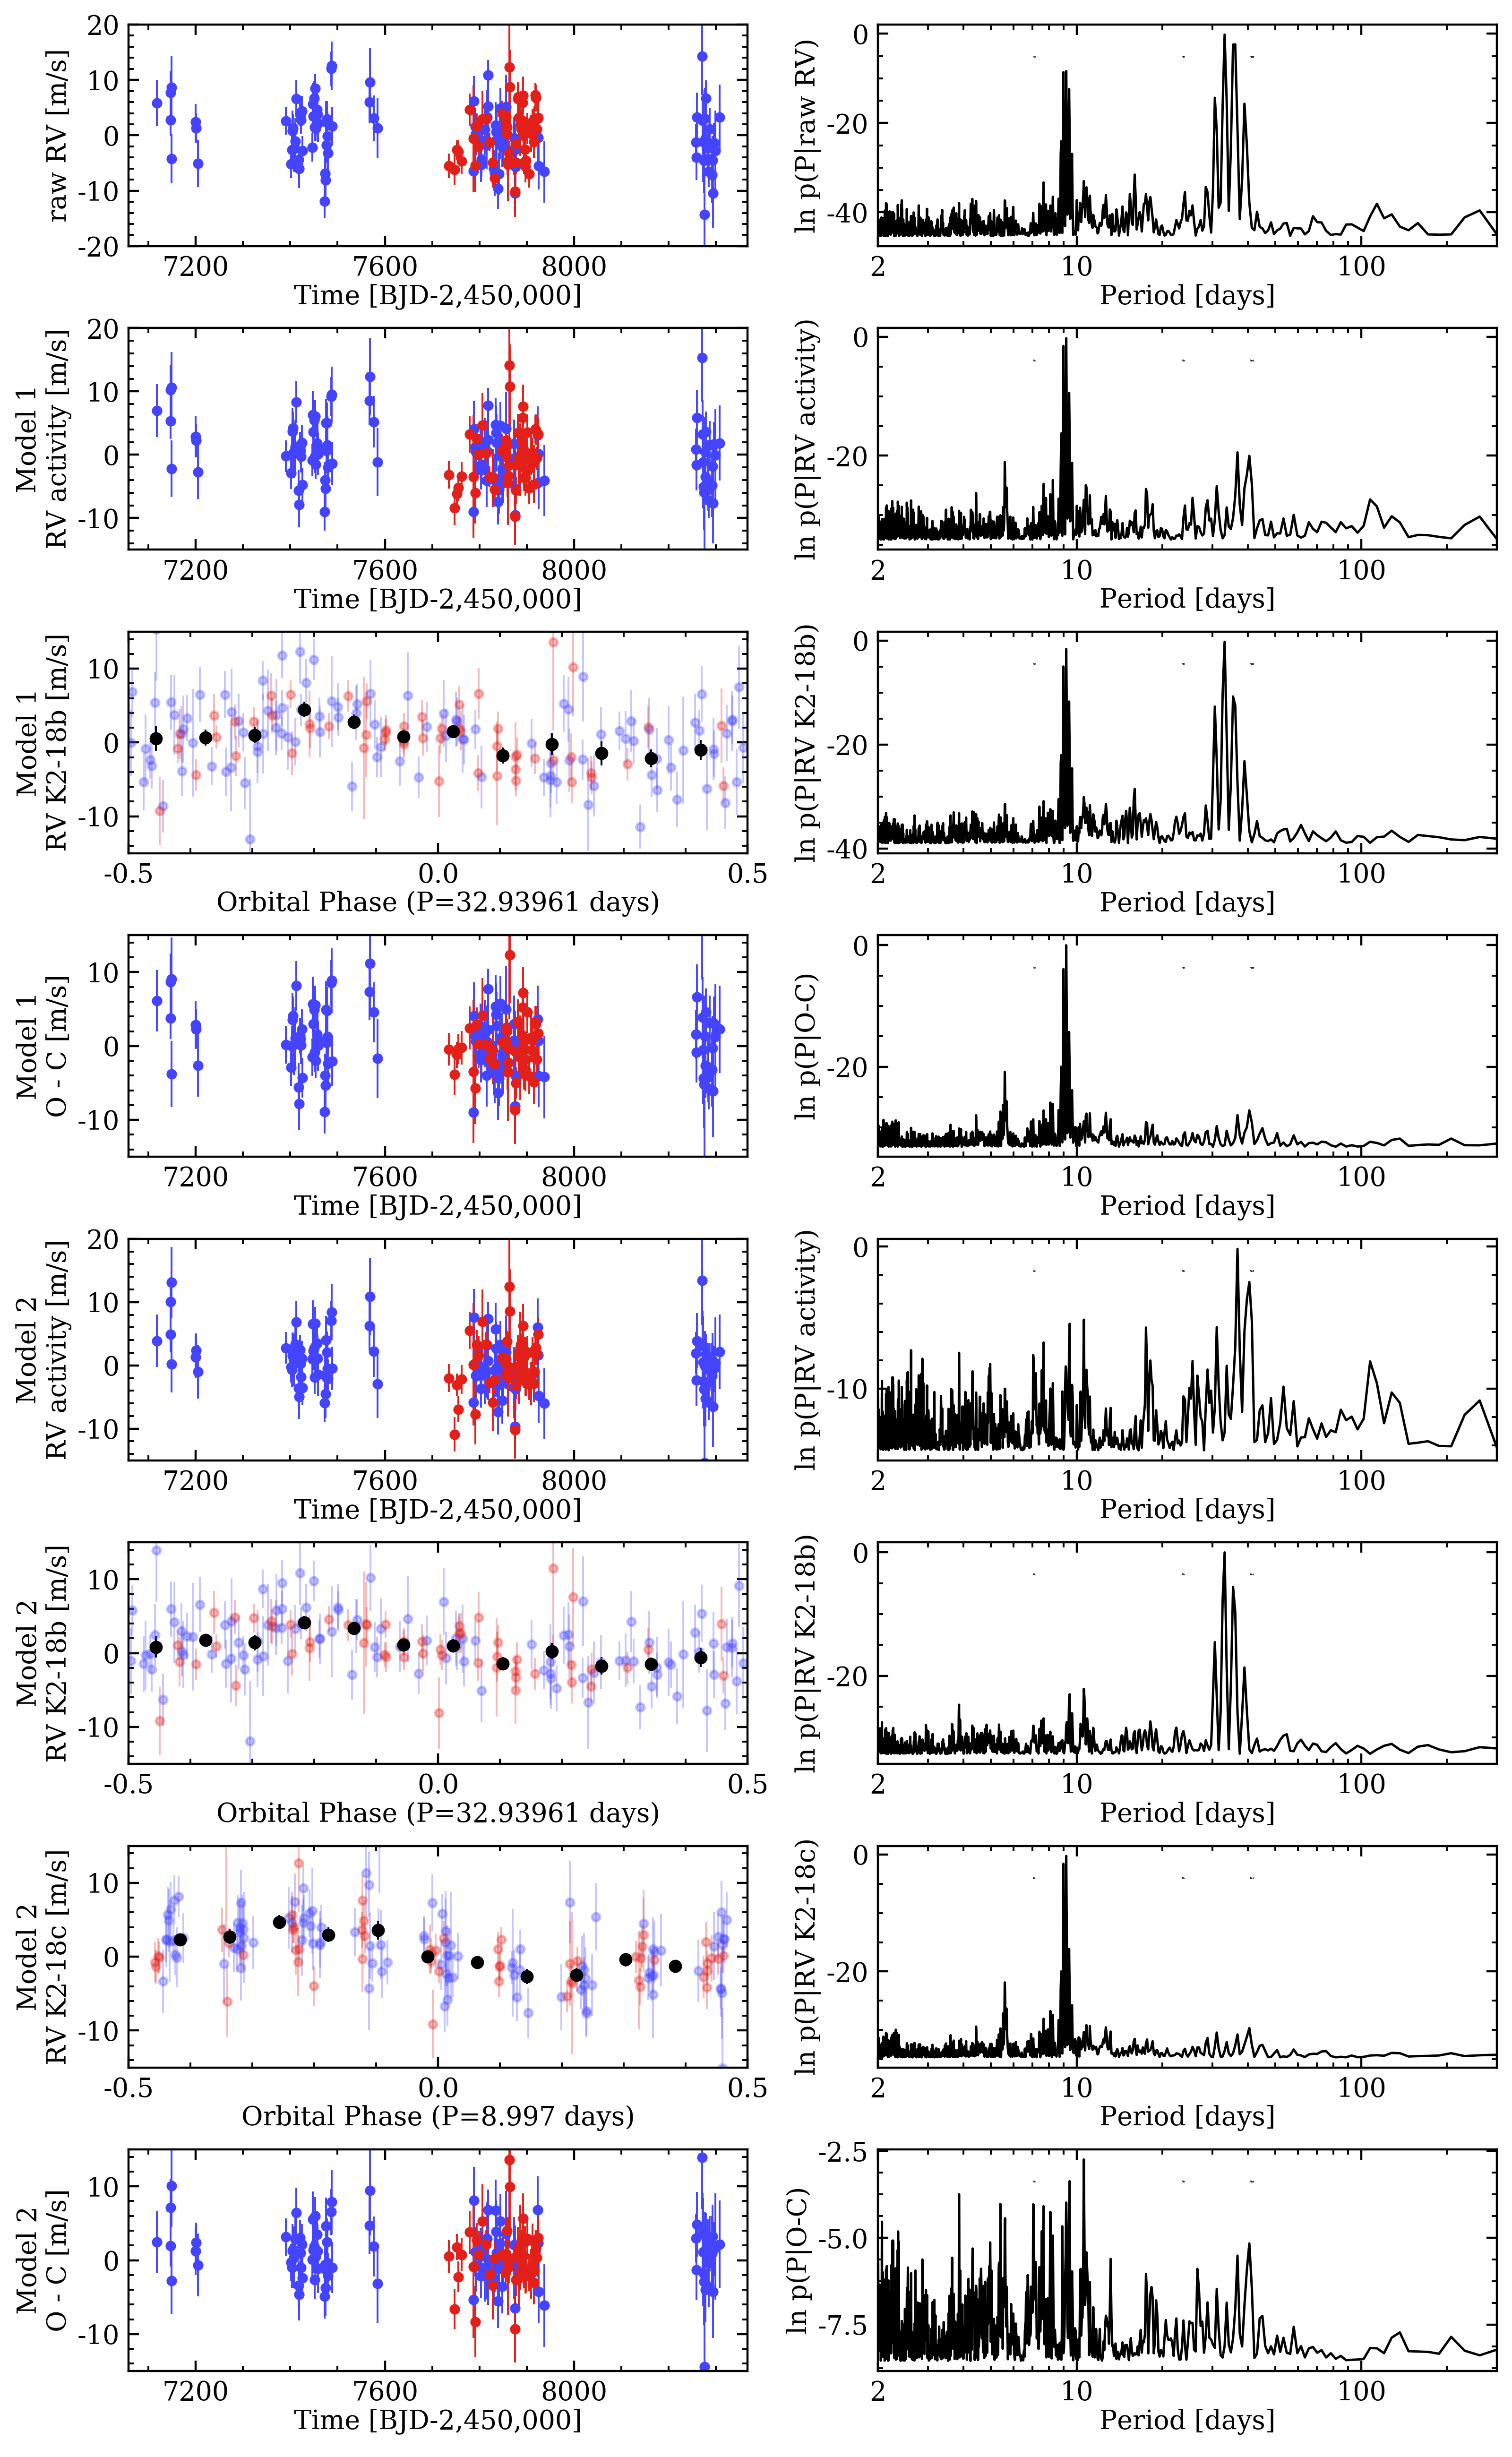 20
10
0
-10
-20
raw RV [m/s]
7200
7600
8000
Time [BJD-2,450,000]
0
-20
-40
ln p(P|raw RV)
2
10
100
Period [days]
20
10
0
-10
Model 1
RV activity [m/s]
7200
7600
8000
Time [BJD-2,450,000]
0
-20
ln p(P|RV activity)
2
10
100
Period [days]
10
0
-10
Model 1
RV K2-18b [m/s]
-0.5
0.0
0.5
Orbital Phase (P=32.93961 days)
0
-20
-40
ln p(P|RV K2-18b)
2
10
100
Period [days]
10
0
-10
Model 1
O - C [m/s]
7200
7600
8000
Time [BJD-2,450,000]
0
-20
ln p(P|O-C)
2
10
100
Period [days]
20
10
0
-10
Model 2
RV activity [m/s]
7200
7600
8000
Time [BJD-2,450,000]
0
-10
ln p(P|RV activity)
2
10
100
Period [days]
10
0
-10
Model 2
RV K2-18b [m/s]
-0.5
0.0
0.5
Orbital Phase (P=32.93961 days)
0
-20
ln p(P|RV K2-18b)
2
10
100
Period [days]
10
0
-10
Model 2
RV K2-18c [m/s]
-0.5
0.0
0.5
Orbital Phase (P=8.997 days)
0
-20
ln p(P|RV K2-18c)
2
10
100
Period [days]
10
0
-10
Model 2
O - C [m/s]
7200
7600
8000
Time [BJD-2,450,000]
-2.5
-5.0
-7.5
ln p(P|O-C)
2
10
100
Period [days]